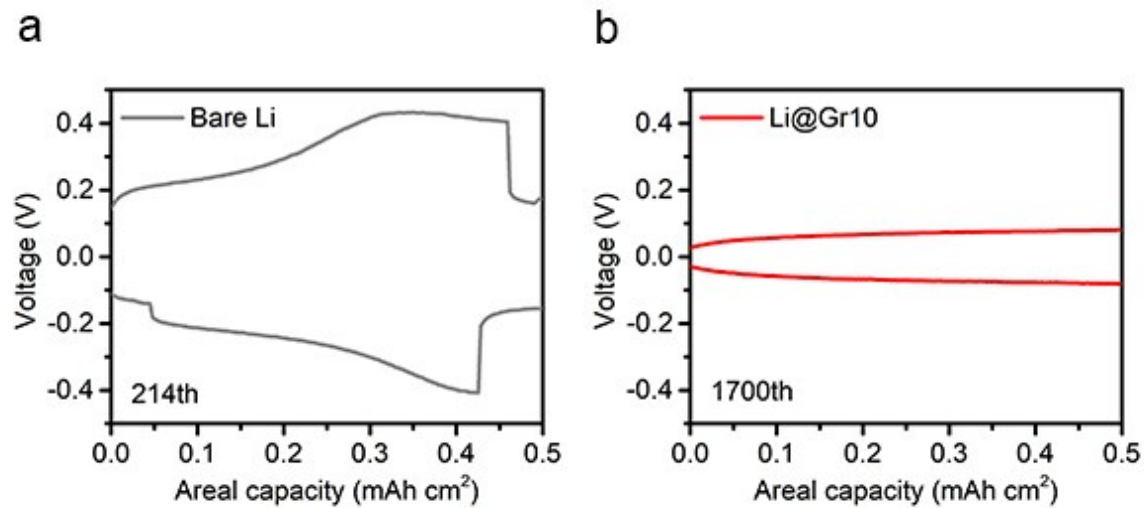 a
Bare Li
Voltage (V)
0.4
0.2
0.0
-0.2
-0.4
214th
0.0 0.1 0.2 0.3 0.4 0.5
Areal capacity (mAh cm²)
b
Li@Gr10
Voltage (V)
0.4
0.2
0.0
-0.2
-0.4
1700th
0.0 0.1 0.2 0.3 0.4 0.5
Areal capacity (mAh cm²)